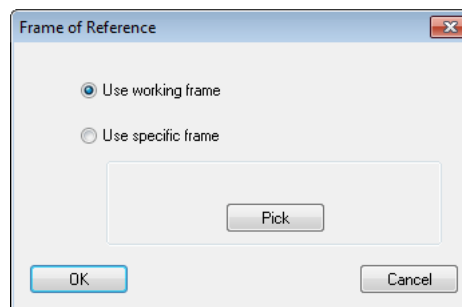 Frame of Reference
Use working frame
Use specific frame
Pick
OK
Cancel